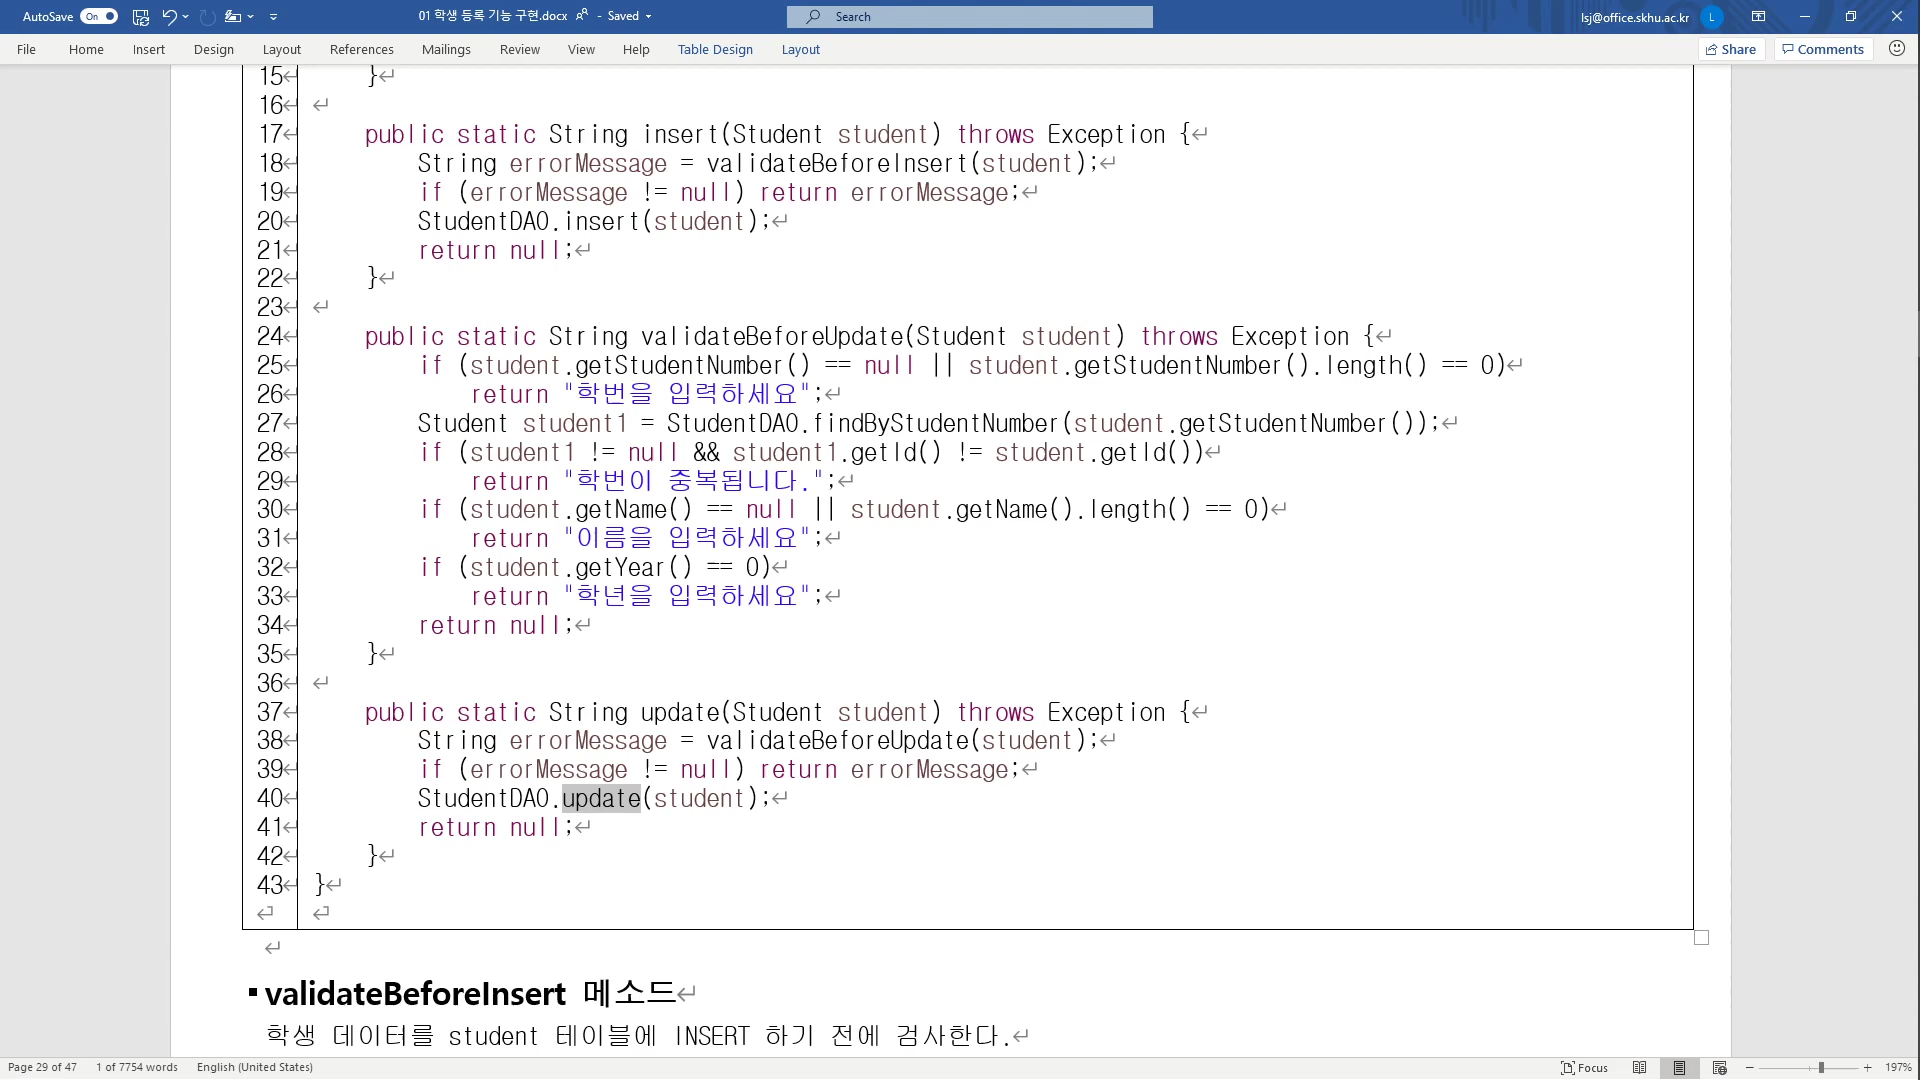 AutoSave On 01 학생 등록 기능 구현.docx - Saved Search lsj@office.skhu.ac.kr L
File Home Insert Design Layout References Mailings Review View Help Table Design Layout Share Comments
15 }
16
17 public static String insert(Student student) throws Exception {
18 String errorMessage = validateBeforeInsert(student);
19 if (errorMessage != null) return errorMessage;
20 StudentDAO.insert(student);
21 return null;
22 }
23
24 public static String validateBeforeUpdate(Student student) throws Exception {
25 if (student.getStudentNumber() == null || student.getStudentNumber().length() == 0)
26 return "학번을 입력하세요";
27 Student student1 = StudentDAO.findByStudentNumber(student.getStudentNumber());
28 if (student1 != null && student1.getId() != student.getId())
29 return "학번이 중복됩니다.";
30 if (student.getName() == null || student.getName().length() == 0)
31 return "이름을 입력하세요";
32 if (student.getYear() == 0)
33 return "학년을 입력하세요";
34 return null;
35 }
36
37 public static String update(Student student) throws Exception {
38 String errorMessage = validateBeforeUpdate(student);
39 if (errorMessage != null) return errorMessage;
40 StudentDAO.update(student);
41 return null;
42 }
43 }
▪ validateBeforeInsert 메소드
학생 데이터를 student 테이블에 INSERT 하기 전에 검사한다.
Page 29 of 47 1 of 7754 words English (United States) Focus 197%